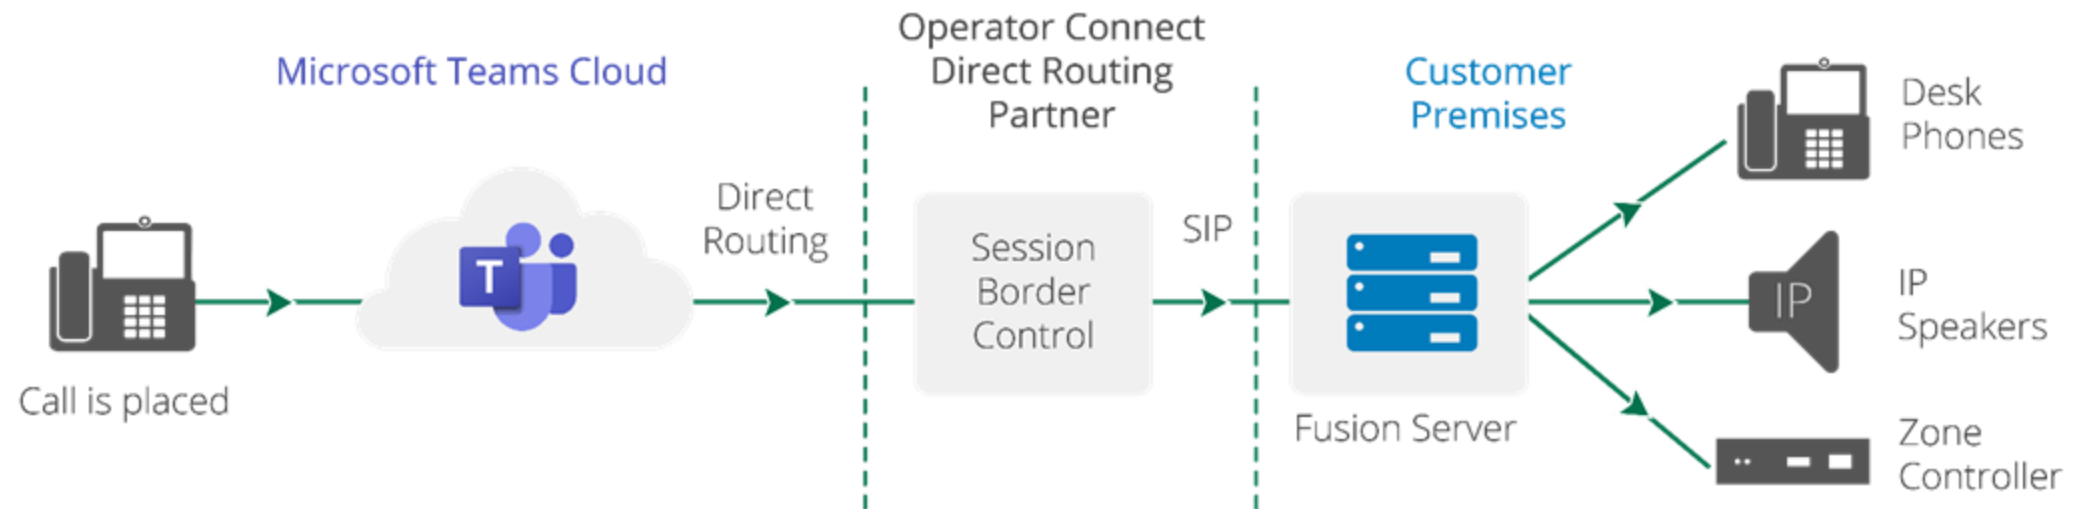 Microsoft Teams Cloud
Operator Connect
Direct Routing
Partner
Customer
Premises
Call is placed
T
Direct
Routing
Session
Border
Control
SIP
Fusion Server
Desk
Phones
IP
IP
Speakers
Zone
Controller